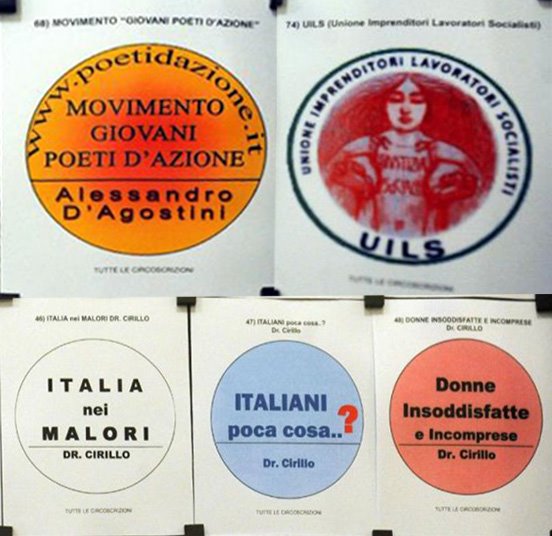 68) MOVIMENTO "GIOVANI POETI D'AZIONE"
www.poetidazione.it
MOVIMENTO
GIOVANI
POETI D'AZIONE
Alessandro
D'Agostini
TUTTE LE CIRCOSCRIZIONI
74) UILS (Unione Imprenditori Lavoratori Socialisti)
UNIONE IMPRENDITORI LAVORATORI SOCIALISTI
UILS
TUTTE LE CIRCOSCRIZIONI
46) ITALIA nei MALORI DR. CIRILLO
ITALIA
nei
MALORI
DR. CIRILLO
TUTTE LE CIRCOSCRIZIONI
47) ITALIANI poca cosa..?
Dr. Cirillo
ITALIANI
poca cosa..?
Dr. Cirillo
TUTTE LE CIRCOSCRIZIONI
48) DONNE INSODDISFATTE E INCOMPRESE
Dr. CIRILLO
Donne
Insoddisfatte
e Incomprese
Dr. Cirillo
TUTTE LE CIRCOSCRIZIONI